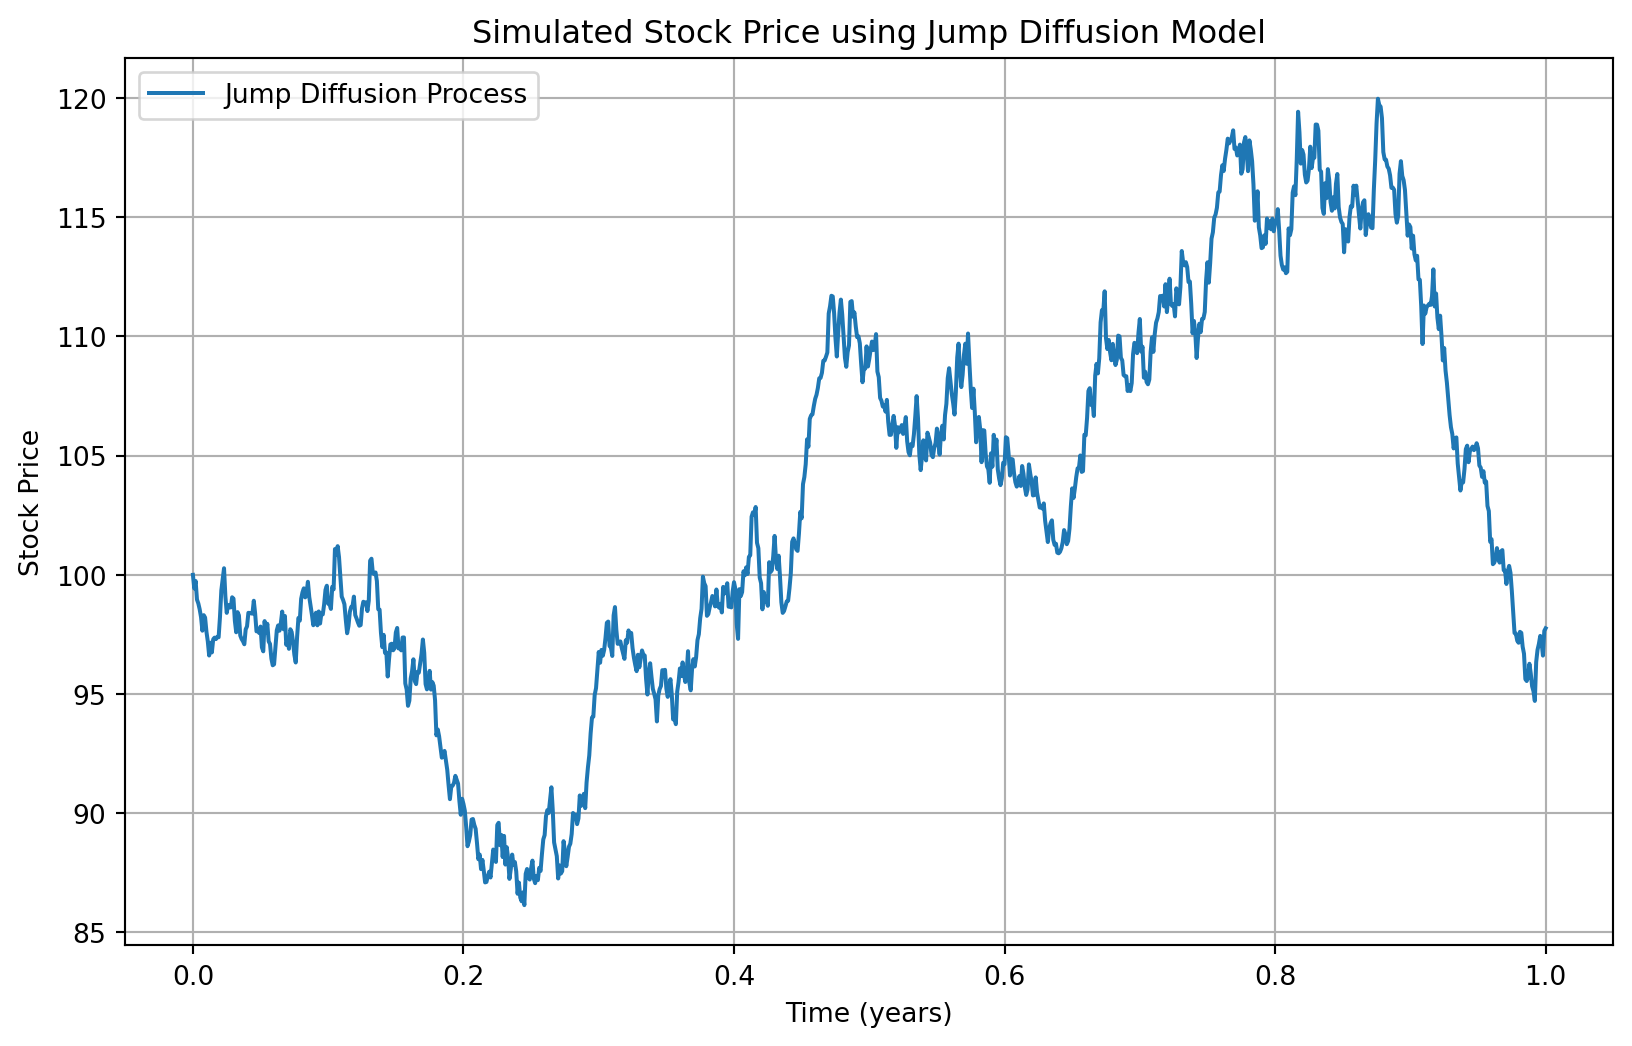 Simulated Stock Price using Jump Diffusion Model
Jump Diffusion Process
Stock Price
120
115
110
105
100
95
90
85
0.0 0.2 0.4 0.6 0.8 1.0
Time (years)